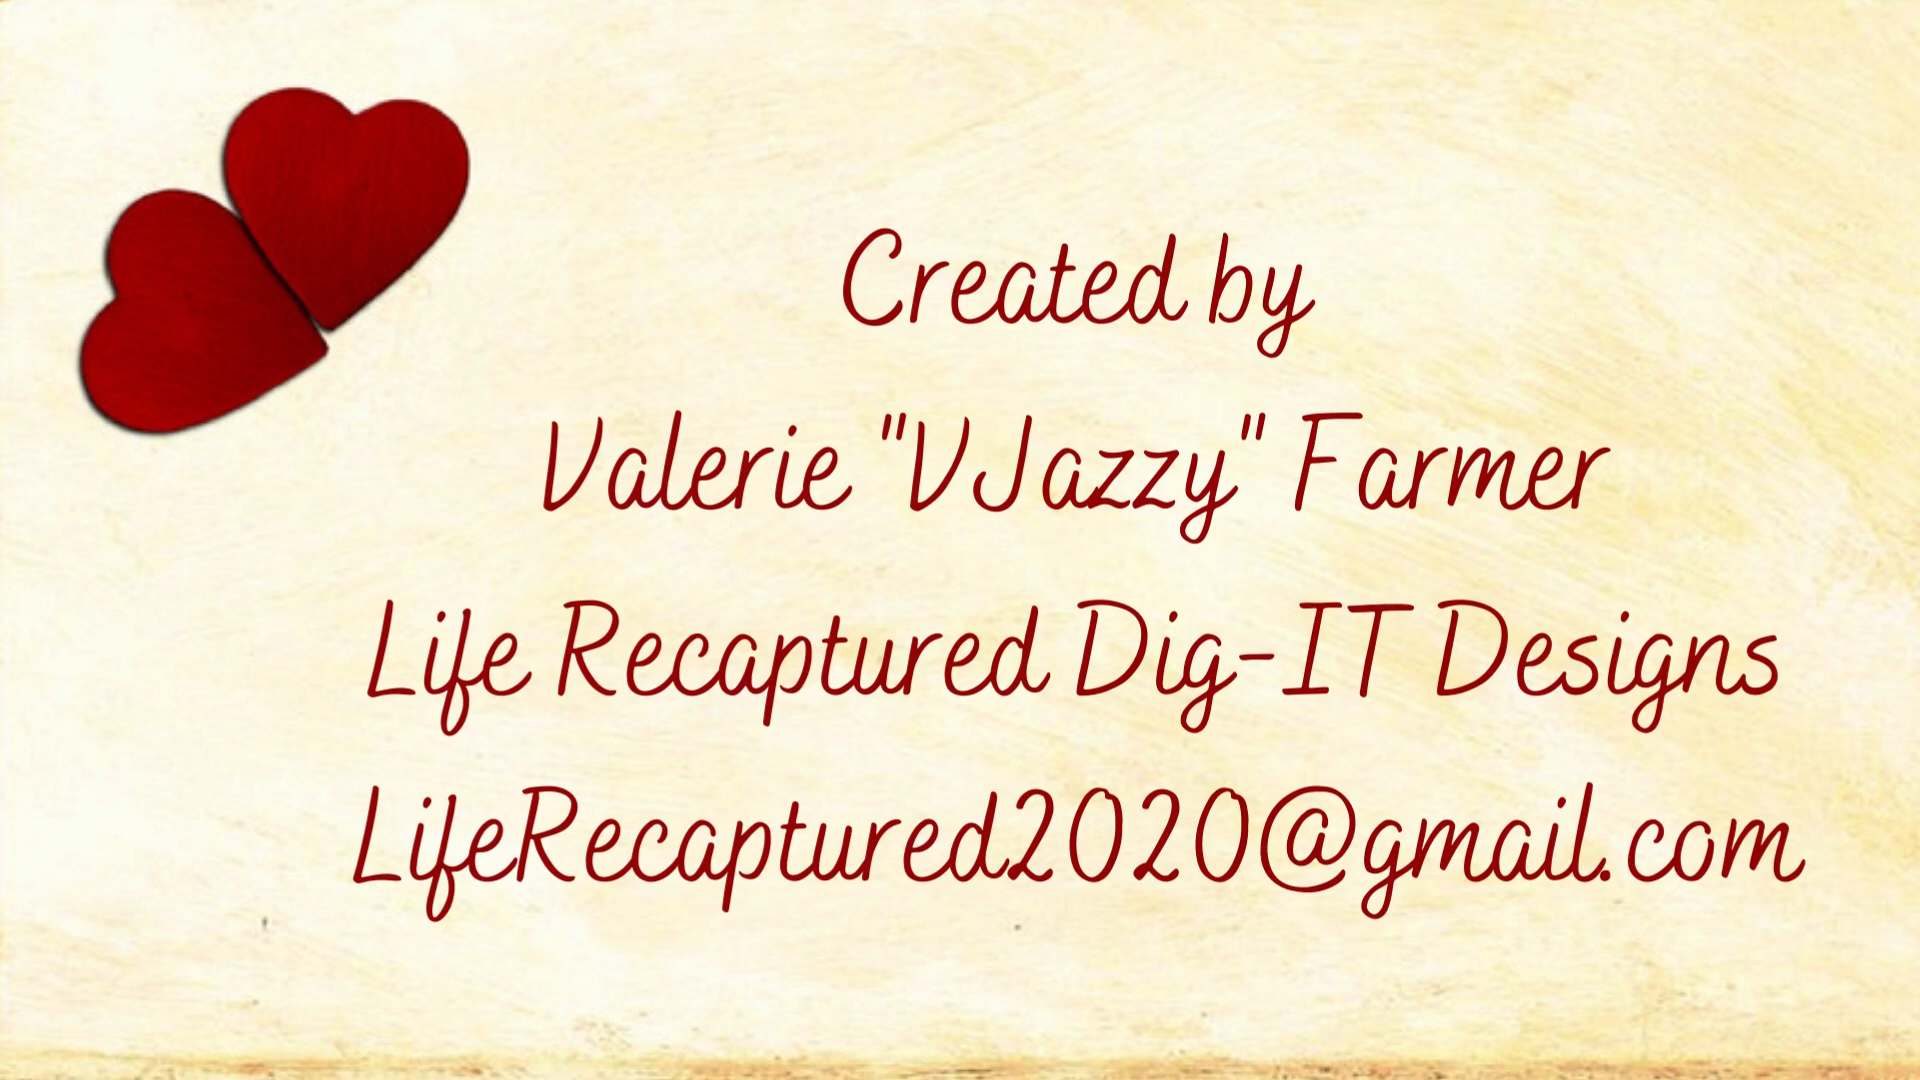 Created by
Valerie "VJazzy" Farmer
Life Recaptured Dig-IT Designs
LifeRecaptured2020@gmail.com